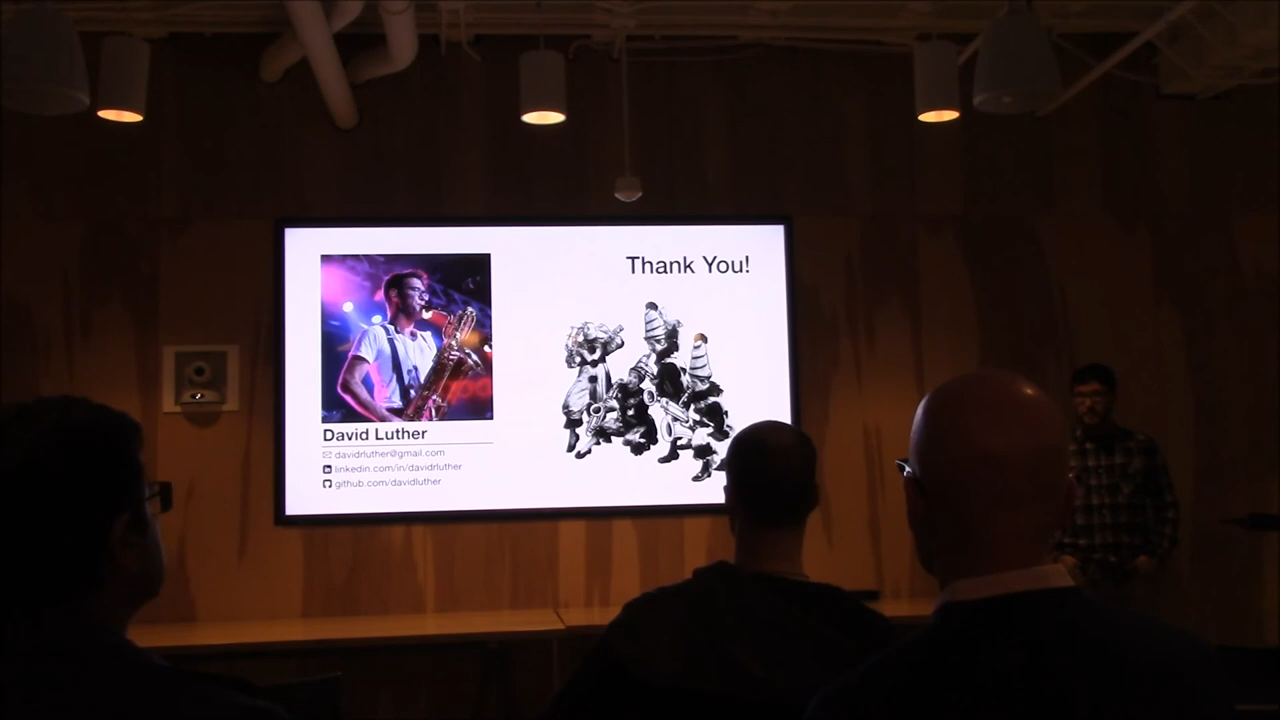 Thank You!
David Luther
davidrluther@gmail.com
linkedin.com/in/davidrluther
github.com/davidluther